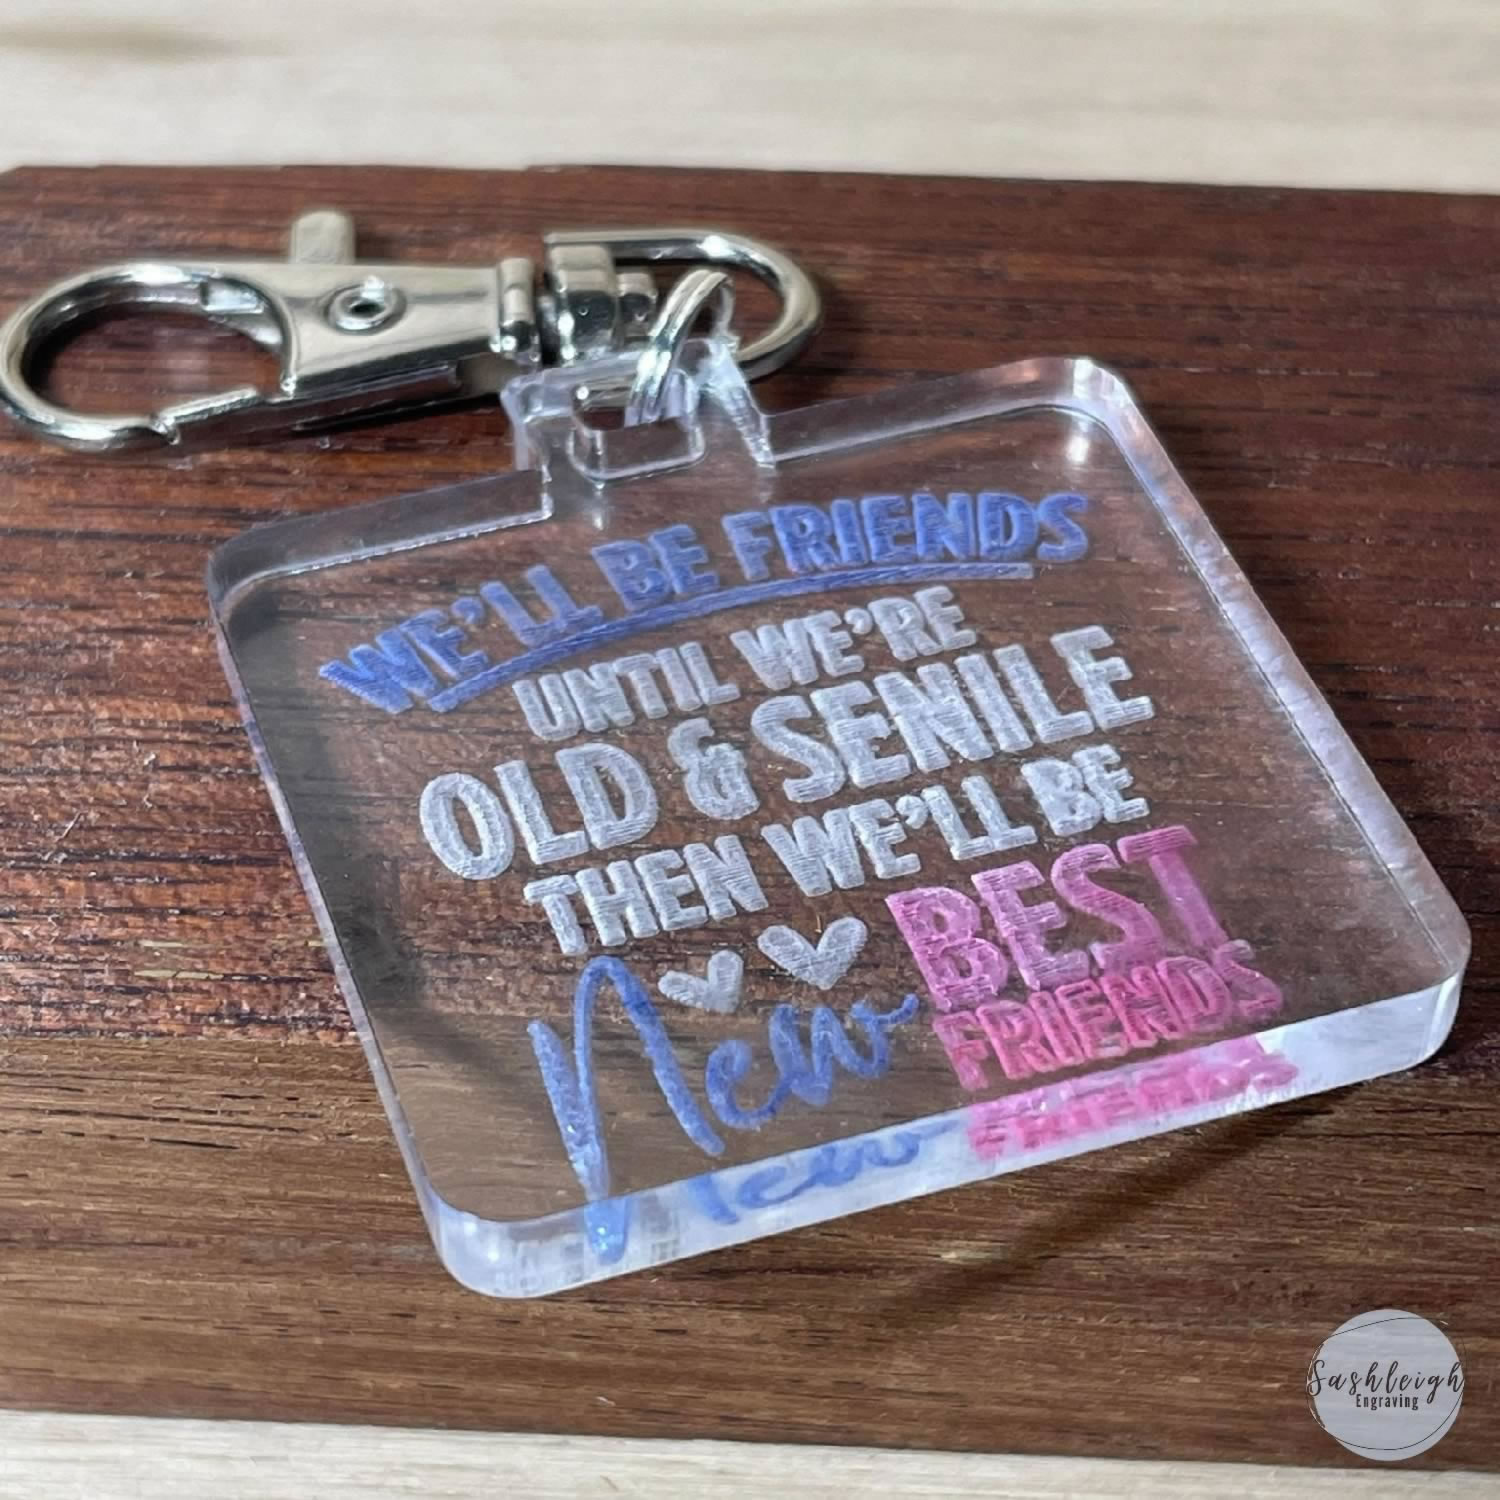 WE'LL BE FRIENDS
UNTIL WE'RE
OLD & SENILE
THEN WE'LL BE
New BEST
FRIENDS
Sashleigh
Engraving